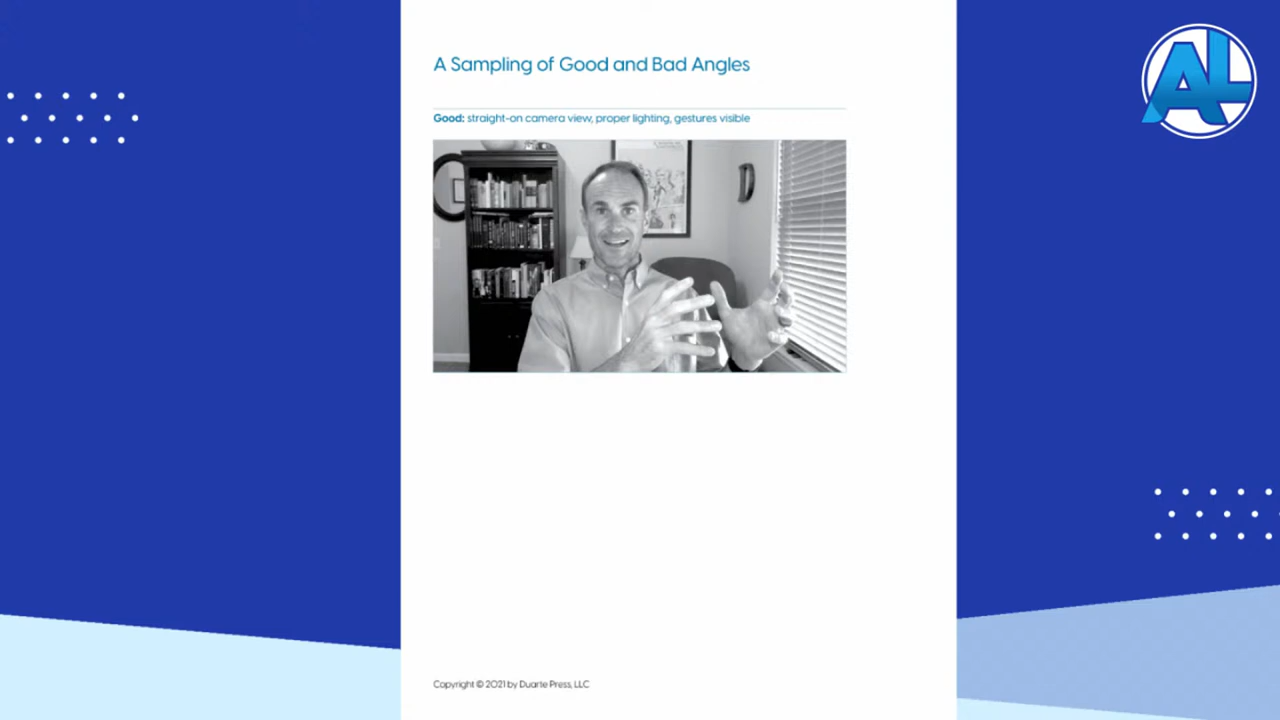 A Sampling of Good and Bad Angles
AL
Good: straight-on camera view, proper lighting, gestures visible
Copyright © 2021 by Duarte Press, LLC